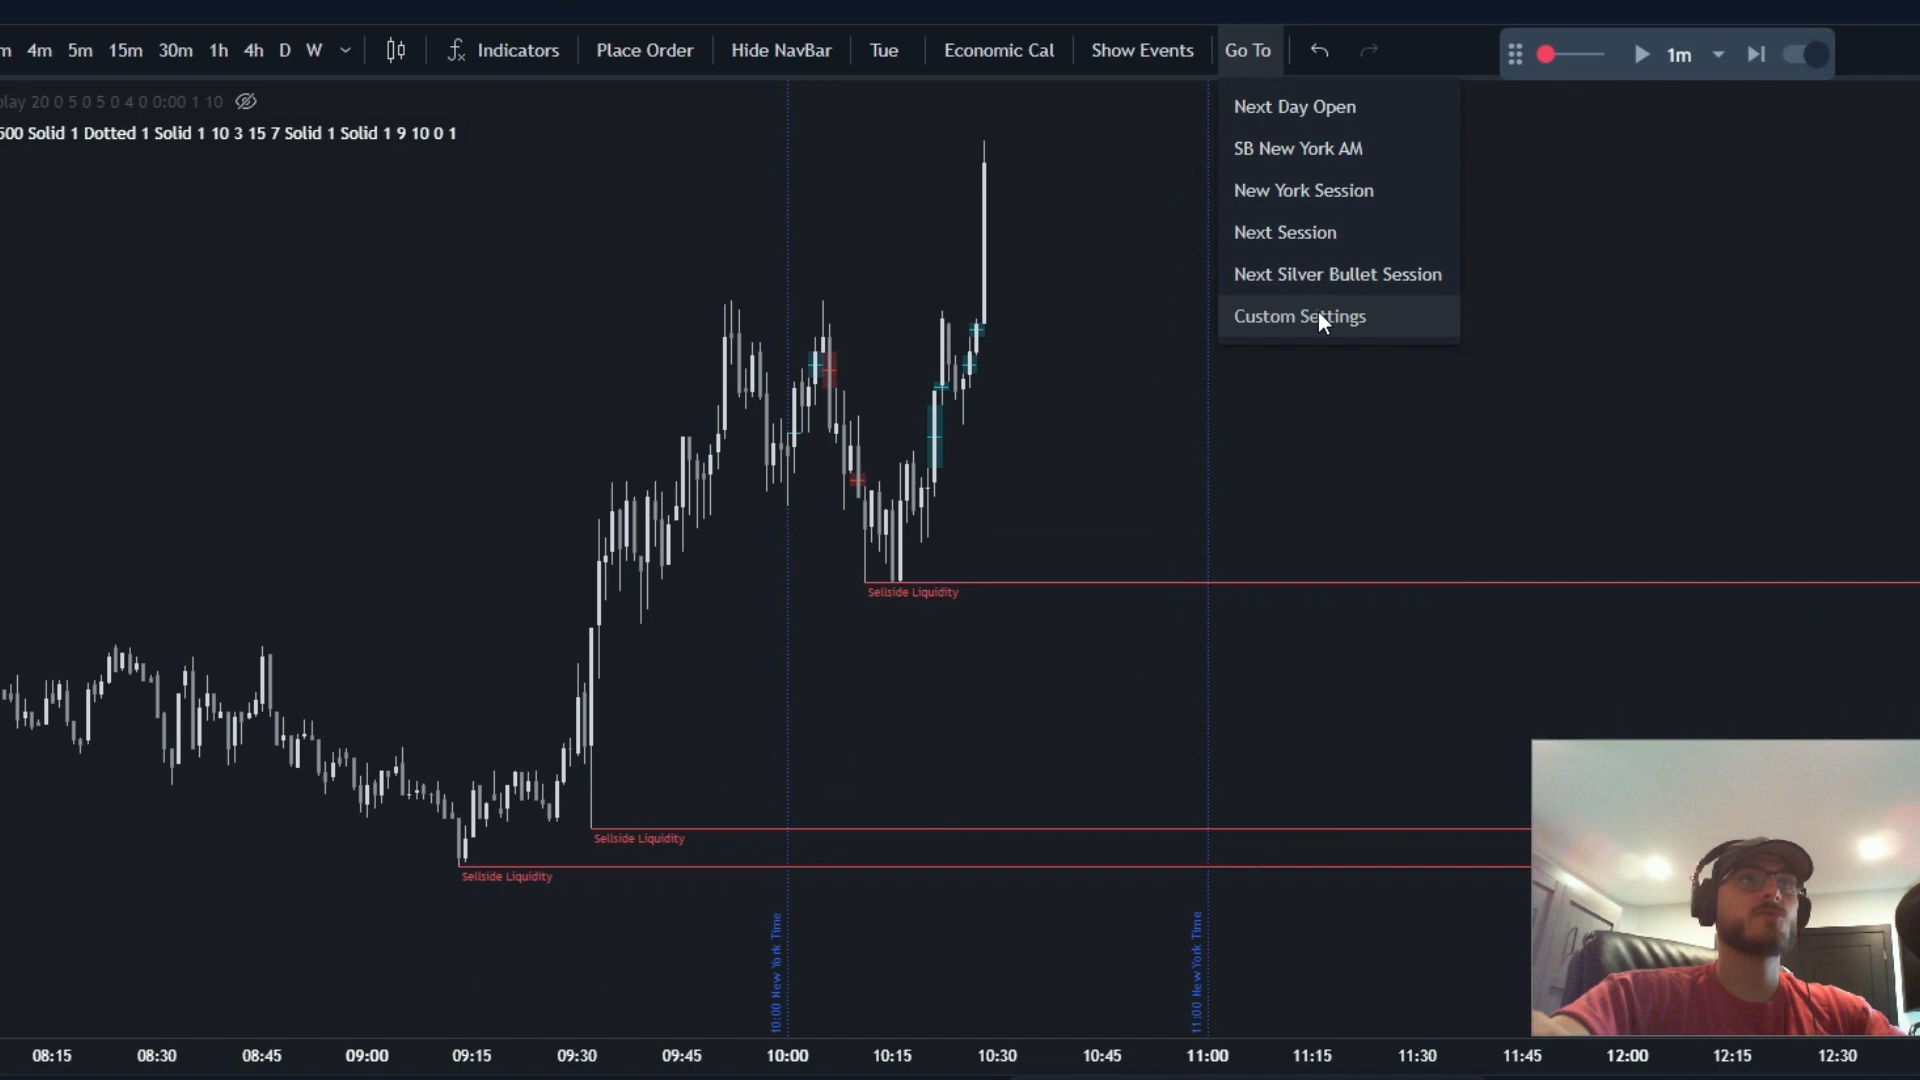 m 4m 5m 15m 30m 1h 4h D W Indicators Place Order Hide NavBar Tue Economic Cal Show Events Go To 1m
play 20 0 5 0 5 0 4 0 0:00 1 10
500 Solid 1 Dotted 1 Solid 1 10 3 15 7 Solid 1 Solid 1 9 10 0 1
Next Day Open
SB New York AM
New York Session
Next Session
Next Silver Bullet Session
Custom Settings
Sellside Liquidity
Sellside Liquidity
Sellside Liquidity
10:00 New York Time
11:00 New York Time
08:15 08:30 08:45 09:00 09:15 09:30 09:45 10:00 10:15 10:30 10:45 11:00 11:15 11:30 11:45 12:00 12:15 12:30